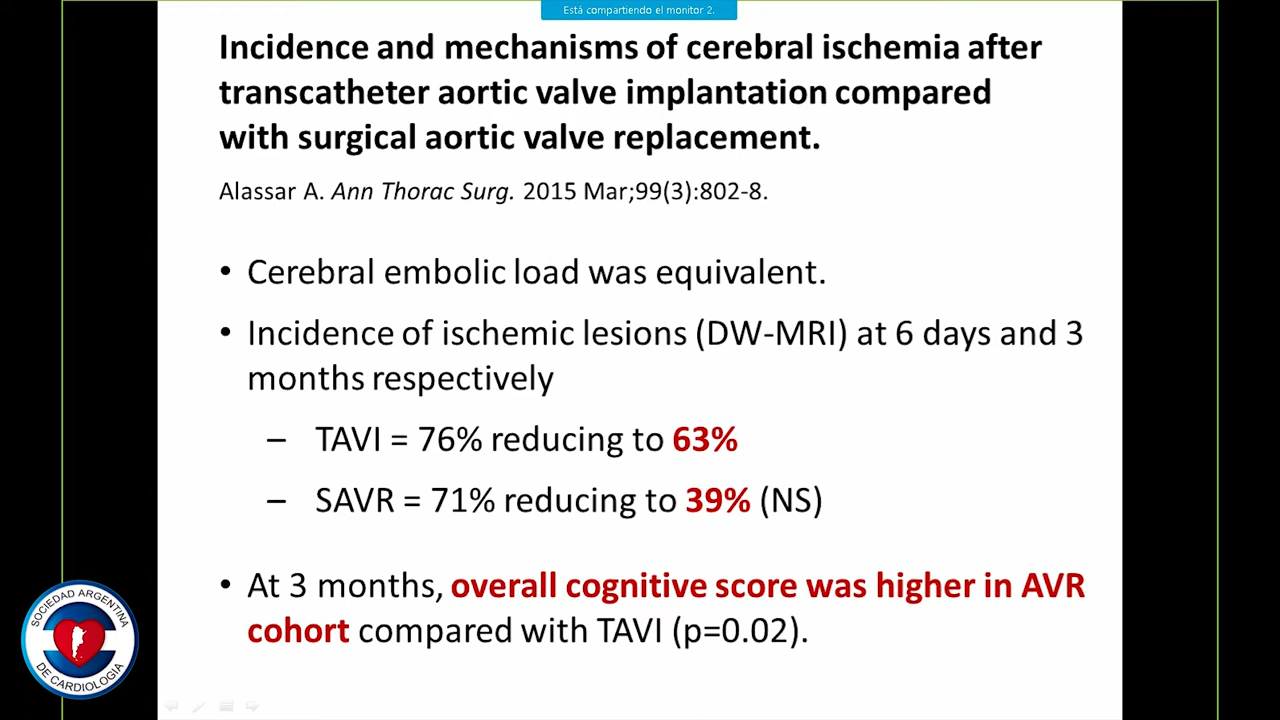 Está compartiendo el monitor 2.
Incidence and mechanisms of cerebral ischemia after
transcatheter aortic valve implantation compared
with surgical aortic valve replacement.
Alassar A. Ann Thorac Surg. 2015 Mar;99(3):802-8.
• Cerebral embolic load was equivalent.
• Incidence of ischemic lesions (DW-MRI) at 6 days and 3
months respectively
– TAVI = 76% reducing to 63%
– SAVR = 71% reducing to 39% (NS)
• At 3 months, overall cognitive score was higher in AVR
cohort compared with TAVI (p=0.02).
SOCIEDAD ARGENTINA
DE CARDIOLOGIA